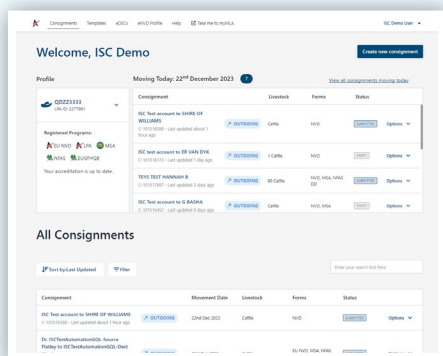 Consignments Templates eDECs eNVD Profile Help Take me to myMLA ISC Demo User
Welcome, ISC Demo
Create new consignment
Profile
Moving Today: 22nd December 2023 7
View all consignments moving today
QDZZ3333
LPA ID: 2277861
Registered Programs:
EU NVD LPA MSA
NFAS EUGFHQB
Your accreditation is up to date.
Consignment Livestock Forms Status
ISC Test account to SHIRE OF
WILLIAMS
Last updated about 1
hour ago
OUTGOING Cattle NVD SUBMITTED Options
ISC test account to ER VAN DYK
Last updated 1 day ago
OUTGOING 1 Cattle NVD DRAFT Options
TEYS TEST HANNAH B
Last updated 3 days ago
OUTGOING 80 Cattle NVD, MSA, NFAS
DD SUBMITTED Options
ISC Test account to G BASHA
Last updated 9 days ago
OUTGOING Cattle NVD, MSA DRAFT Options
All Consignments
Sort by: Last Updated Filter
Enter your search text here
Consignment Movement Date Livestock Forms Status
ISC Test account to SHIRE OF WILLIAMS
Last updated about 1 hour ago
OUTGOING 22nd Dec 2023 Cattle NVD SUBMITTED Options
Dr. ISCTestAutomationGQL-Source
Flatley to ISCTestAutomationGQL-Dest
EU NVD, MSA, NFAS